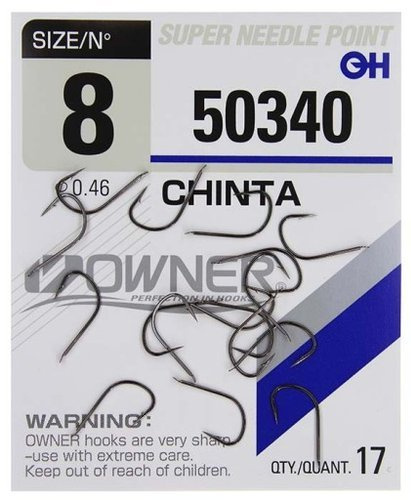 SIZE/N°
SUPER NEEDLE POINT
8
50340
0.46
CHINTA
OWNER®
PERFECTION IN HOOKS
WARNING:
OWNER hooks are very sharp
-use with extreme care.
Keep out of reach of children.
QTY./QUANT. 17